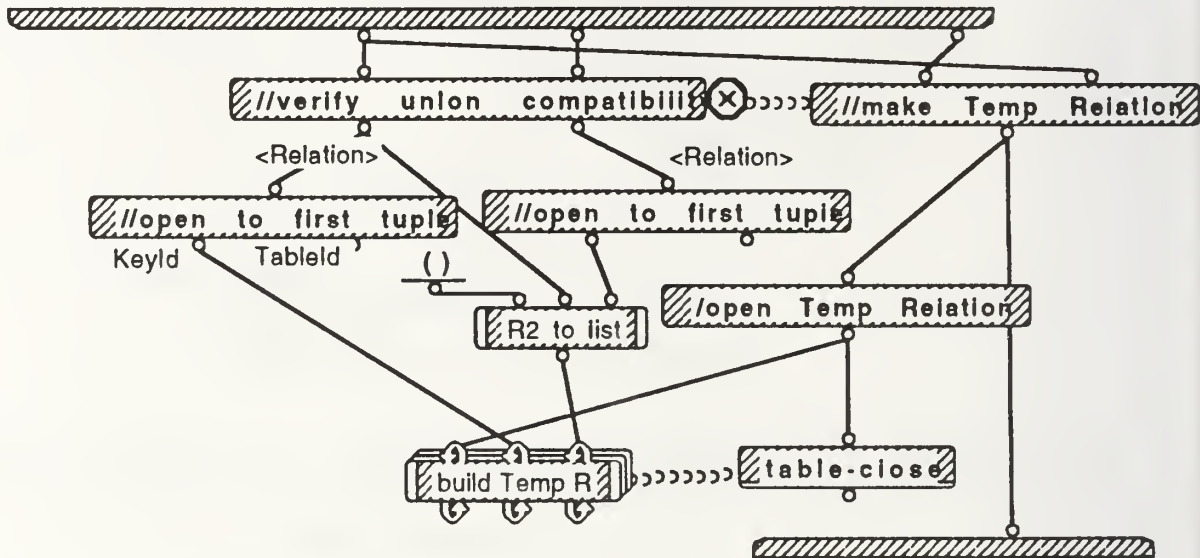 //verify union compatibili
//make Temp Relation
<Relation>
<Relation>
//open to first tuple
//open to first tuple
KeyId
TableId
( )
/open Temp Relation
R2 to list
build Temp R
table-close